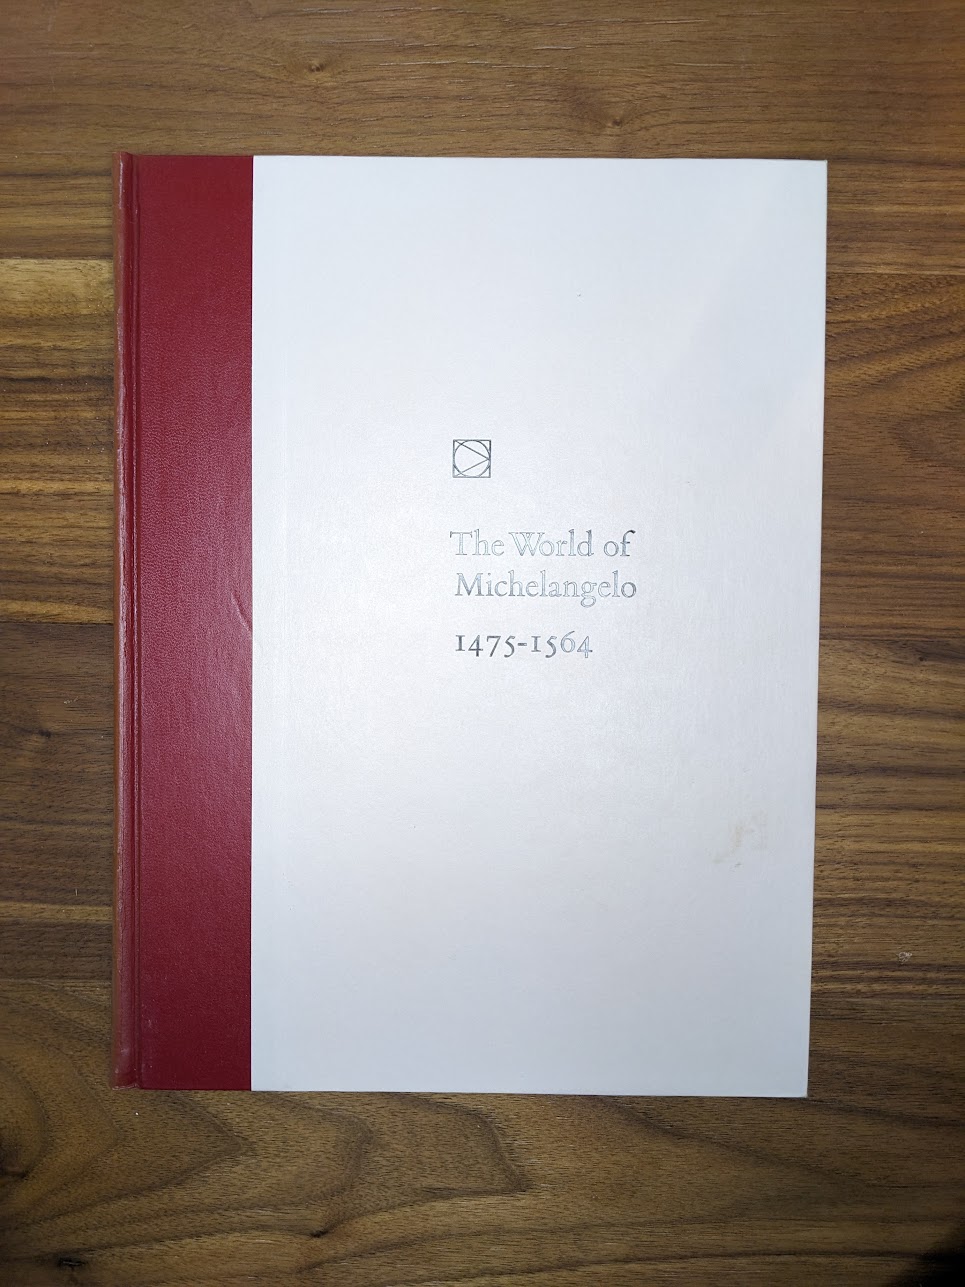 The World of
Michelangelo
1475-1564